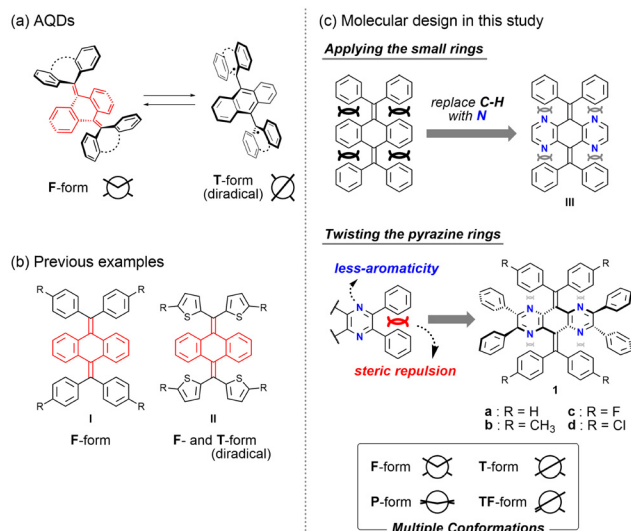 (a) AQDs
F-form
T-form
(diradical)
(b) Previous examples
R
R
R
R
I
F-form
R
S
S
R
R
S
S
R
II
F- and T-form
(diradical)
(c) Molecular design in this study
Applying the small rings
replace C-H
with N
N
N
N
N
III
Twisting the pyrazine rings
less-aromaticity
N
N
steric repulsion
R
R
N
N
N
N
R
R
1
a : R = H
c : R = F
b : R = CH3
d : R = Cl
F-form
T-form
P-form
TF-form
Multiple Conformations